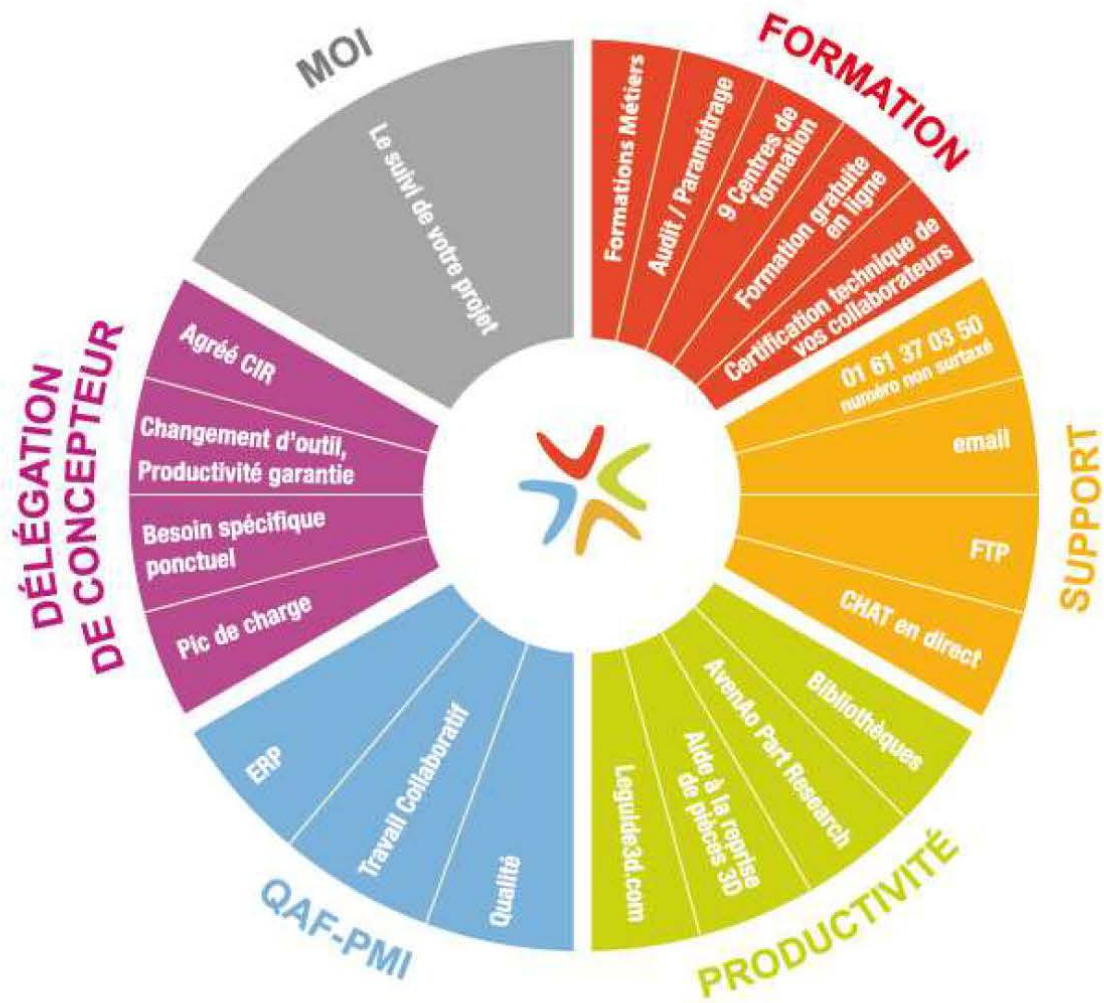 MOI
Le suivi de votre projet
FORMATION
Formations Métiers
Audit / Paramétrage
9 Centres de
formation
Formation gratuite
en ligne
Certification technique de
vos collaborateurs
SUPPORT
01 61 37 03 50
numéro non surtaxé
email
FTP
CHAT en direct
PRODUCTIVITÉ
Bibliothèques
AvenAo Part Research
Aide à la reprise
de pièces 3D
Leguide3d.com
QAF-PMI
Qualité
Travail Collaboratif
ERP
DÉLÉGATION
DE CONCEPTEUR
Agréé CIR
Changement d'outil,
Productivité garantie
Besoin spécifique
ponctuel
Pic de charge